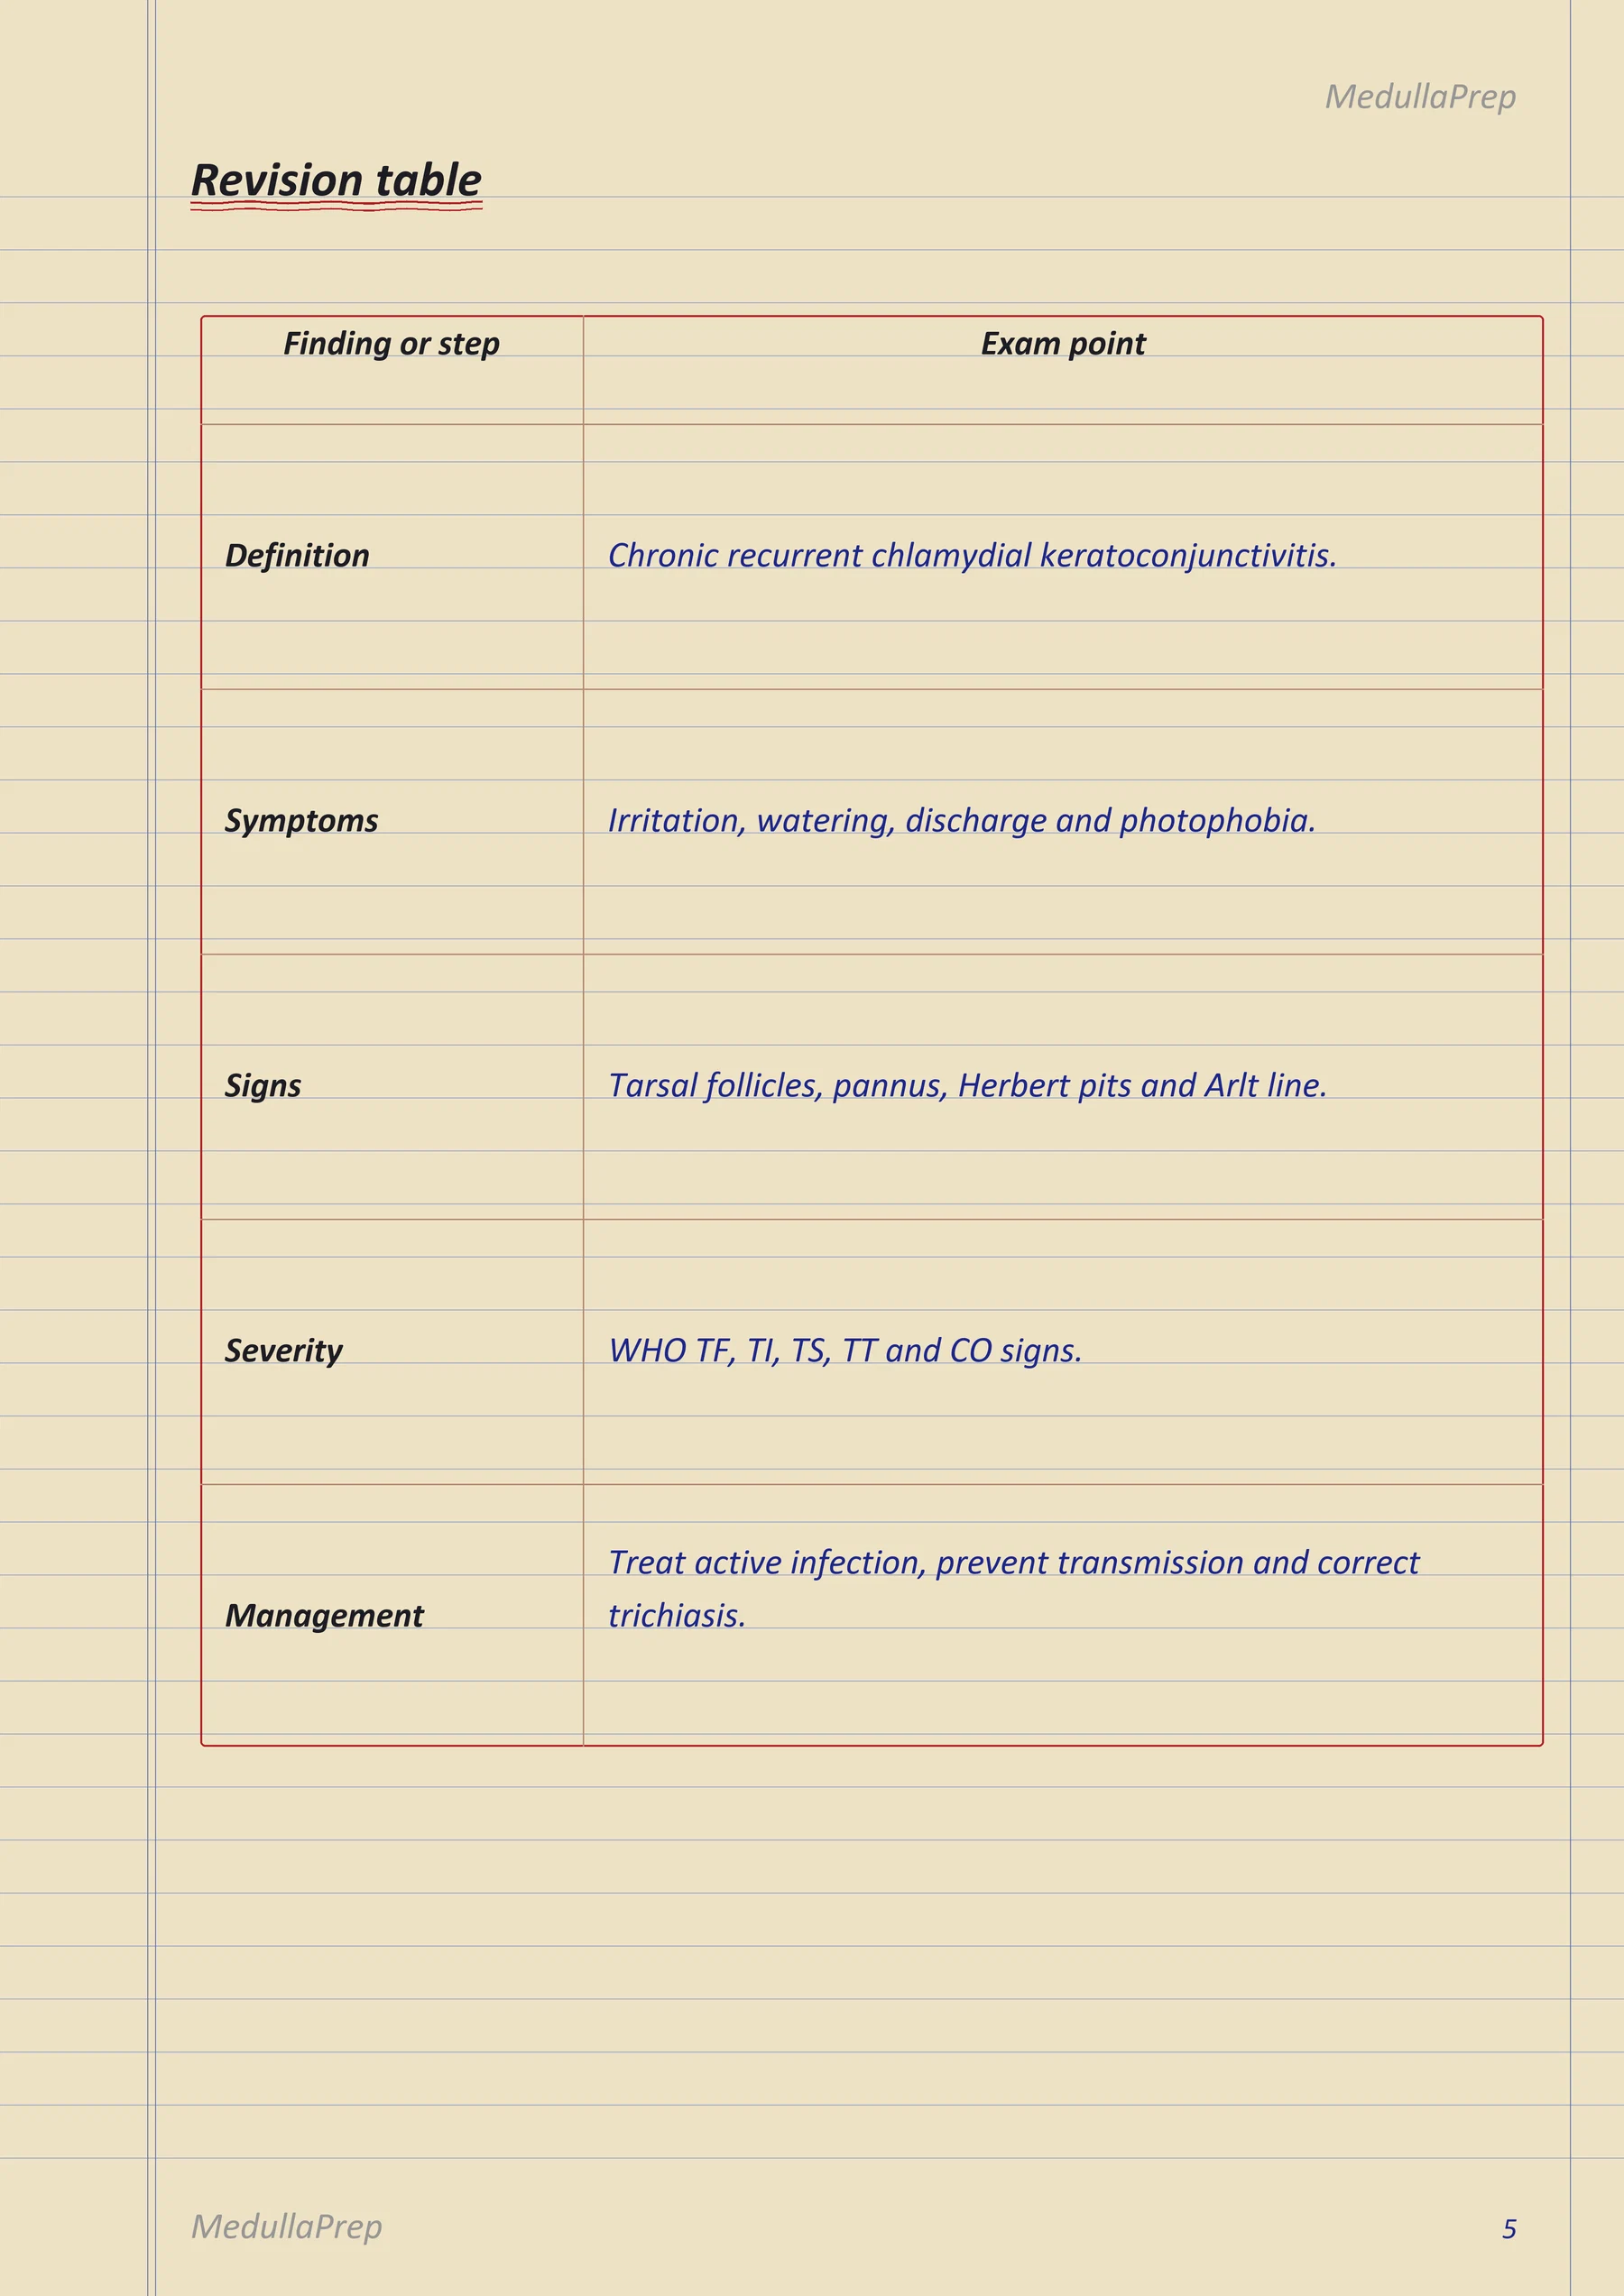 MedullaPrep
Revision table
Finding or step Exam point
Definition Chronic recurrent chlamydial keratoconjunctivitis.
Symptoms Irritation, watering, discharge and photophobia.
Signs Tarsal follicles, pannus, Herbert pits and Arlt line.
Severity WHO TF, TI, TS, TT and CO signs.
Treat active infection, prevent transmission and correct
Management trichiasis.
MedullaPrep 5